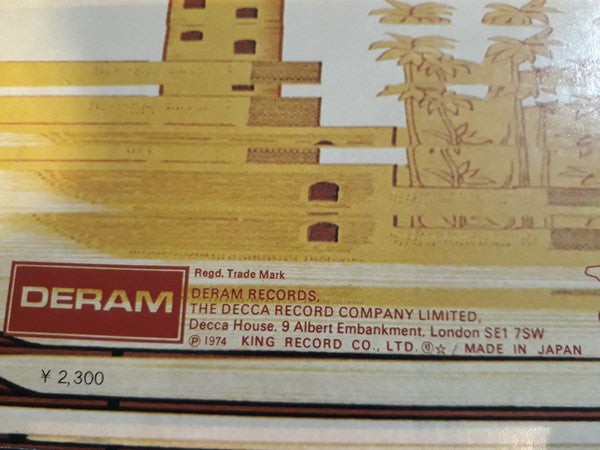 Regd. Trade Mark
DERAM
DERAM RECORDS,
THE DECCA RECORD COMPANY LIMITED,
Decca House, 9 Albert Embankment, London SE1 7SW
Ⓟ 1974 KING RECORD CO., LTD. ☆ / MADE IN JAPAN
¥ 2,300